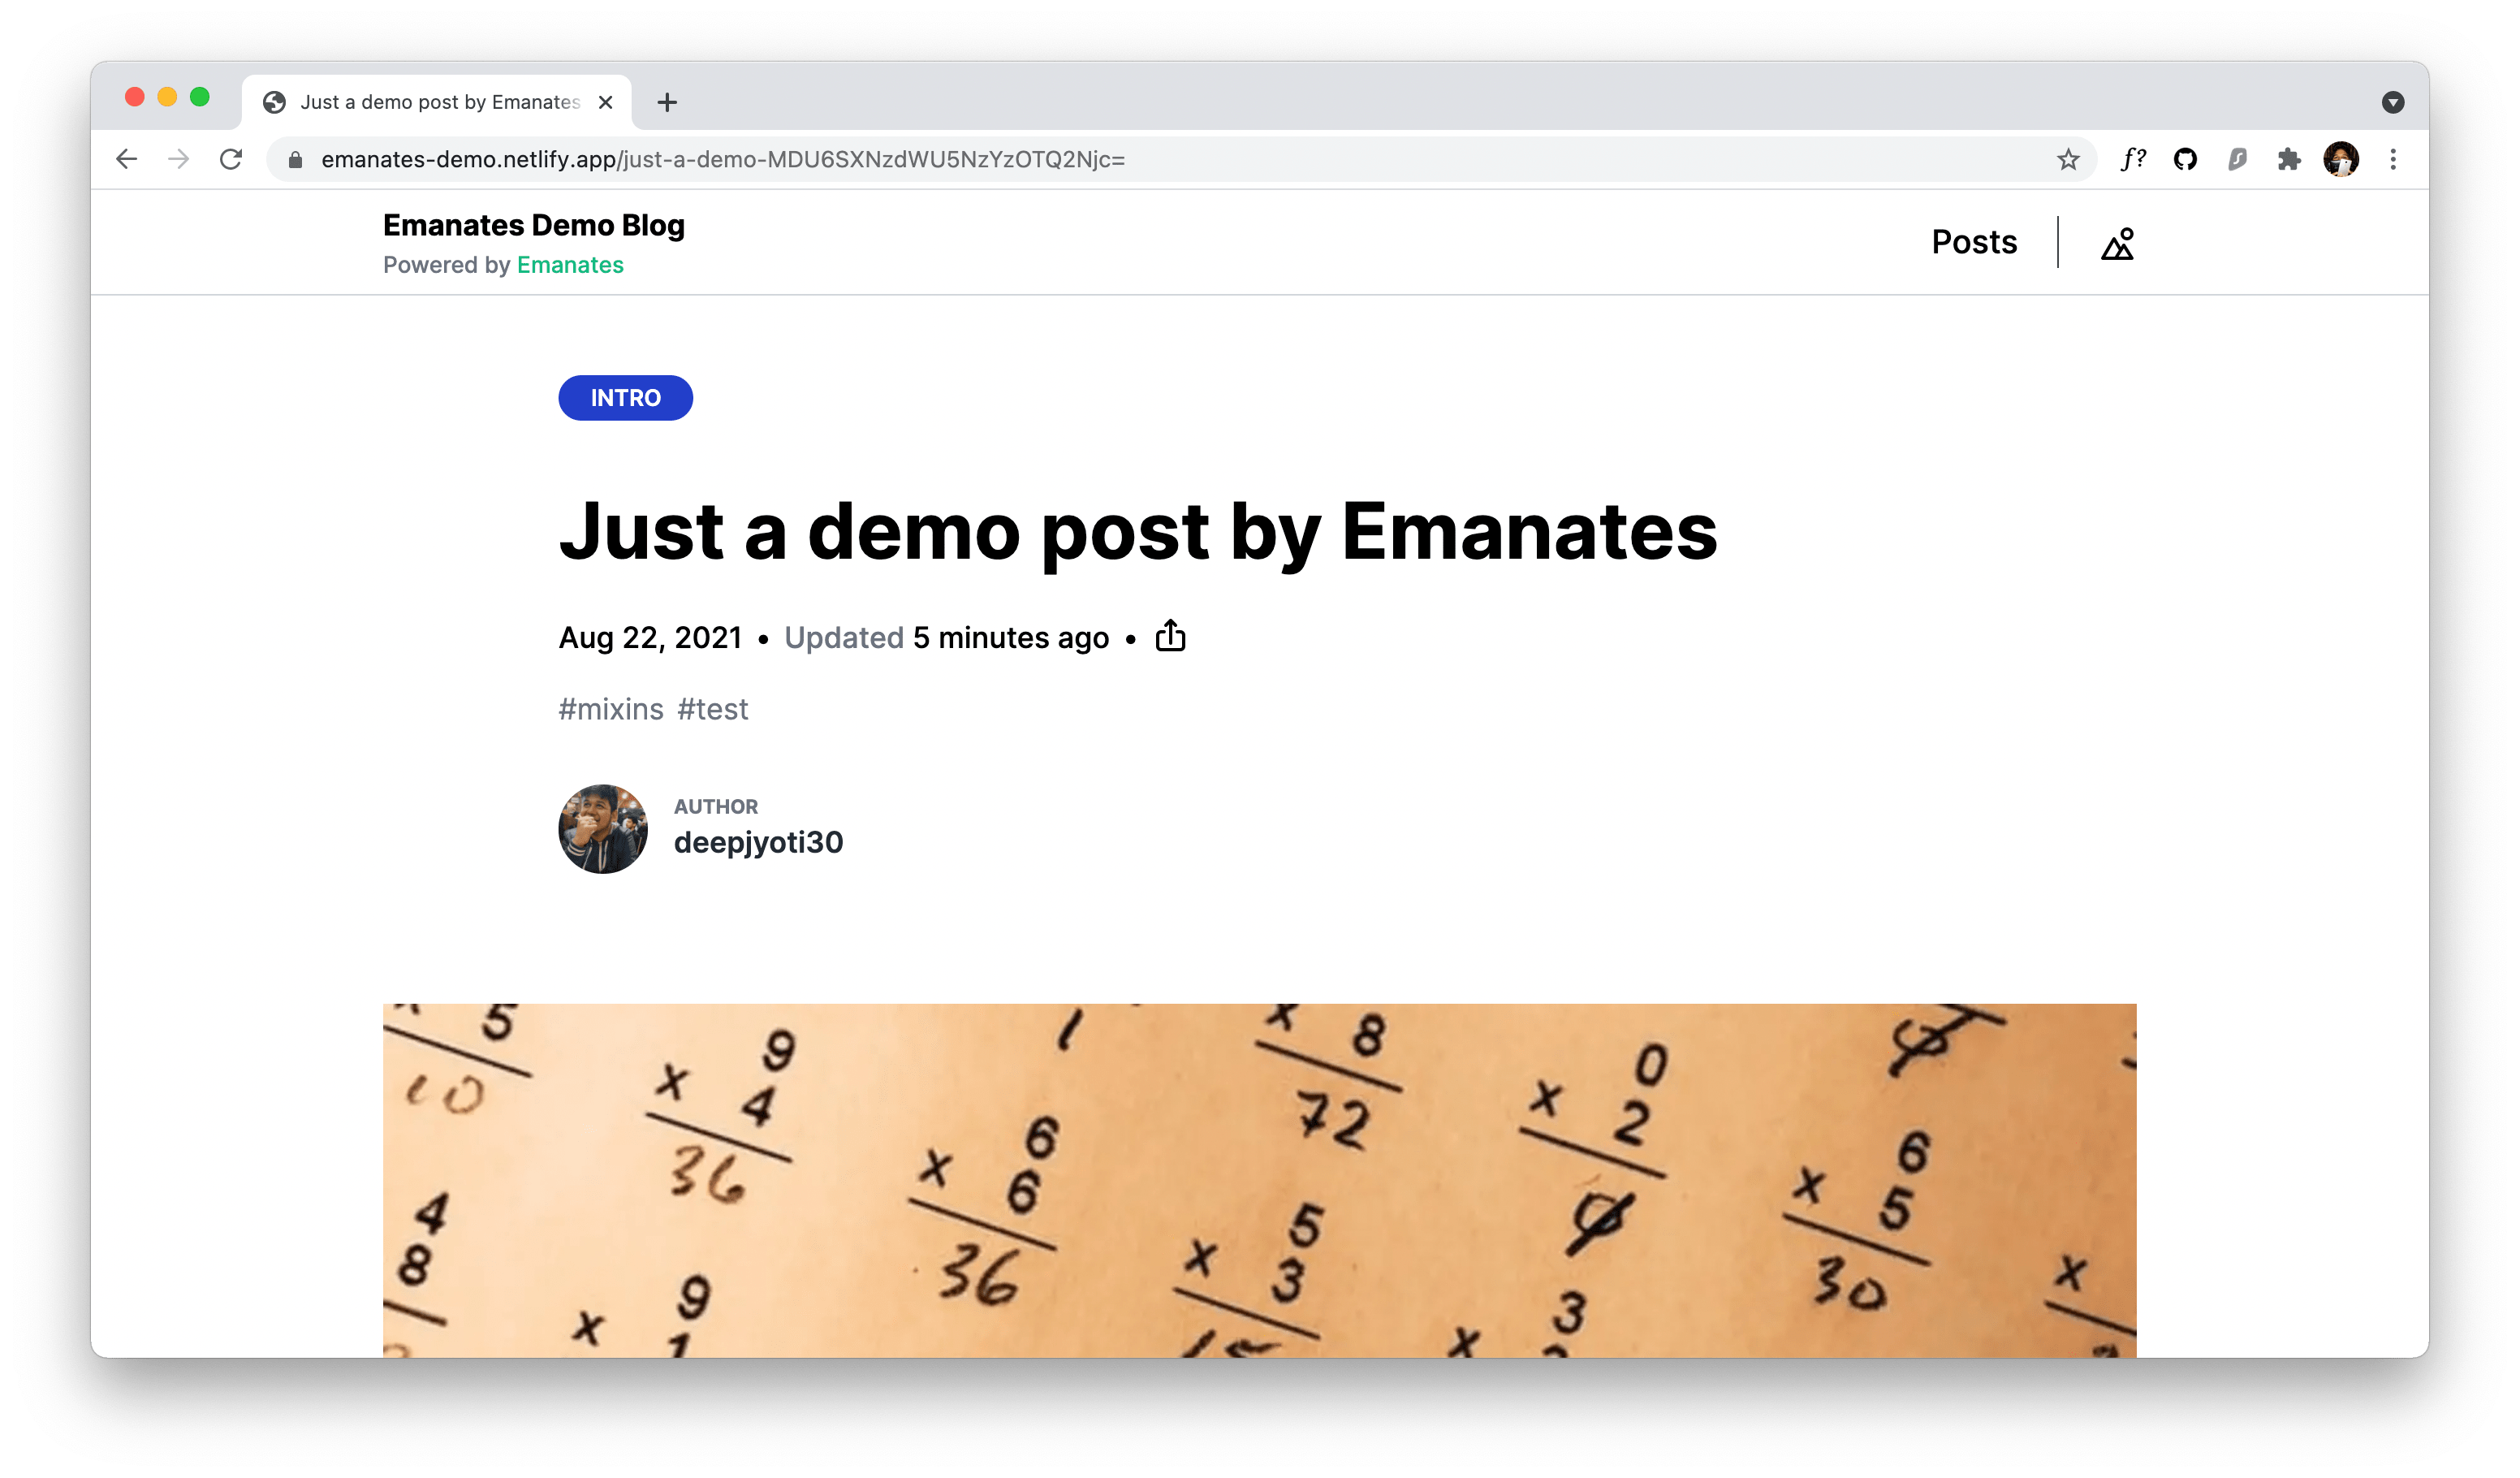 Just a demo post by Emanates
emanates-demo.netlify.app/just-a-demo-MDU6SXNzdWU5NzYzOTQ2Njc=
f?
Emanates Demo Blog
Powered by Emanates
Posts
INTRO
Just a demo post by Emanates
Aug 22, 2021 • Updated 5 minutes ago •
#mixins #test
AUTHOR
deepjyoti30
x 5
10
9
x 4
36
6
x 6
36
x 8
72
0
x 2
0
6
x 5
30
4
8
9
x 1
5
x 3
15
3
x
x